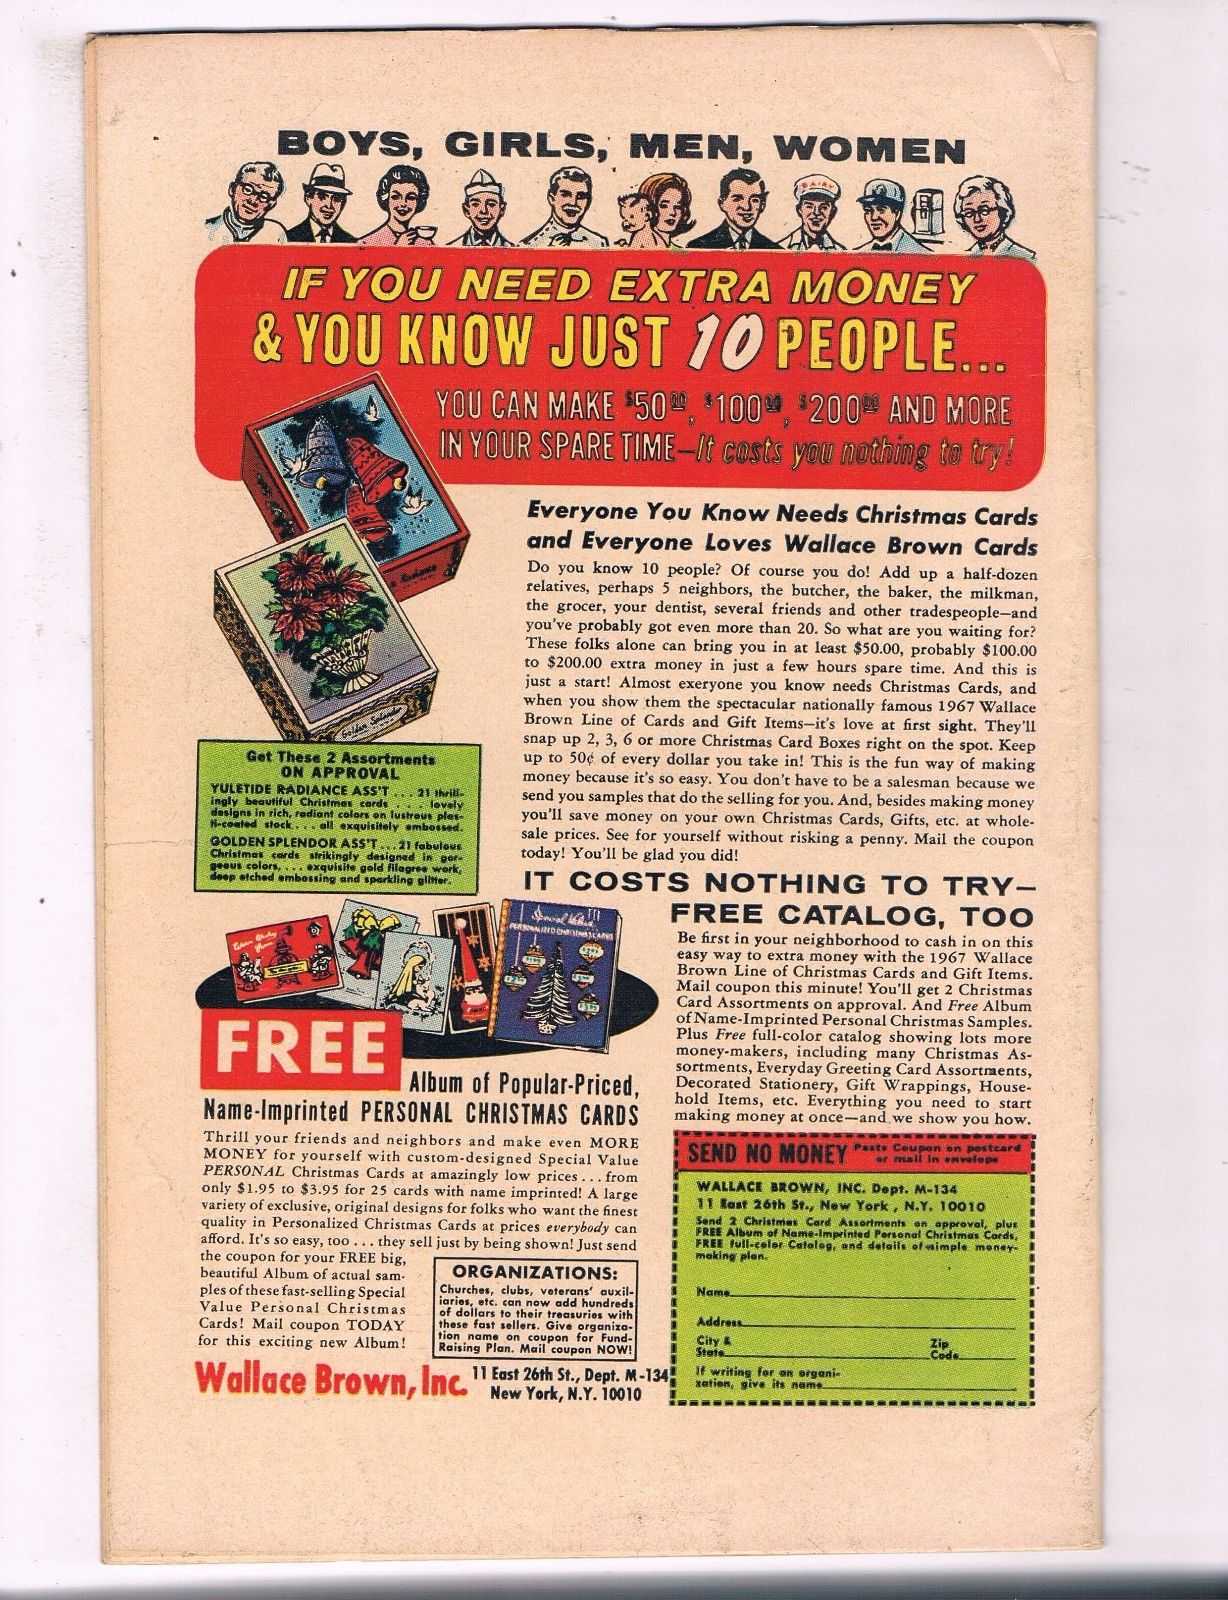 BOYS, GIRLS, MEN, WOMEN
DAIRY
IF YOU NEED EXTRA MONEY
& YOU KNOW JUST 10 PEOPLE...
YOU CAN MAKE $50.00, $100.00, $200.00 AND MORE
IN YOUR SPARE TIME—It costs you nothing to try!
Everyone You Know Needs Christmas Cards
and Everyone Loves Wallace Brown Cards
Do you know 10 people? Of course you do! Add up a half-dozen
relatives, perhaps 5 neighbors, the butcher, the baker, the milkman,
the grocer, your dentist, several friends and other tradespeople—and
you've probably got even more than 20. So what are you waiting for?
These folks alone can bring you in at least $50.00, probably $100.00
to $200.00 extra money in just a few hours spare time. And this is
just a start! Almost exeryone you know needs Christmas Cards, and
when you show them the spectacular nationally famous 1967 Wallace
Brown Line of Cards and Gift Items—it's love at first sight. They'll
snap up 2, 3, 6 or more Christmas Card Boxes right on the spot. Keep
up to 50¢ of every dollar you take in! This is the fun way of making
money because it's so easy. You don't have to be a salesman because we
send you samples that do the selling for you. And, besides making money
you'll save money on your own Christmas Cards, Gifts, etc. at whole-
sale prices. See for yourself without risking a penny. Mail the coupon
today! You'll be glad you did!
Radiance
Golden Splendor
Get These 2 Assortments
ON APPROVAL
YULETIDE RADIANCE ASS'T ... 21 thrill-
ingly beautiful Christmas cards ... lovely
designs in rich, radiant colors on lustrous plas-
ti-coated stock ... all exquisitely embossed.
GOLDEN SPLENDOR ASS'T ... 21 fabulous
Christmas cards strikingly designed in gor-
geous colors, ... exquisite gold filagree work,
deep etched embossing and sparkling glitter.
IT COSTS NOTHING TO TRY—
FREE CATALOG, TOO
Be first in your neighborhood to cash in on this
easy way to extra money with the 1967 Wallace
Brown Line of Christmas Cards and Gift Items.
Mail coupon this minute! You'll get 2 Christmas
Card Assortments on approval. And Free Album
of Name-Imprinted Personal Christmas Samples.
Plus Free full-color catalog showing lots more
money-makers, including many Christmas As-
sortments, Everyday Greeting Card Assortments,
Decorated Stationery, Gift Wrappings, House-
hold Items, etc. Everything you need to start
making money at once—and we show you how.
Special Value
PERSONALIZED CHRISTMAS CARDS
FREE
Album of Popular-Priced,
Name-Imprinted PERSONAL CHRISTMAS CARDS
Thrill your friends and neighbors and make even MORE
MONEY for yourself with custom-designed Special Value
PERSONAL Christmas Cards at amazingly low prices ... from
only $1.95 to $3.95 for 25 cards with name imprinted! A large
variety of exclusive, original designs for folks who want the finest
quality in Personalized Christmas Cards at prices everybody can
afford. It's so easy, too ... they sell just by being shown! Just send
the coupon for your FREE big,
beautiful Album of actual sam-
ples of these fast-selling Special
Value Personal Christmas
Cards! Mail coupon TODAY
for this exciting new Album!
ORGANIZATIONS:
Churches, clubs, veterans' auxil-
iaries, etc. can now add hundreds
of dollars to their treasuries with
these fast sellers. Give organiza-
tion name on coupon for Fund-
Raising Plan. Mail coupon NOW!
Wallace Brown, Inc. 11 East 26th St., Dept. M-134
New York, N.Y. 10010
SEND NO MONEY Paste Coupon on postcard
or mail in envelope
WALLACE BROWN, INC. Dept. M-134
11 East 26th St., New York , N.Y. 10010
Send 2 Christmas Card Assortments on approval, plus
FREE Album of Name-Imprinted Personal Christmas Cards,
FREE full-color Catalog, and details of simple money-
making plan.
Name
Address
City & State Zip Code
If writing for an organi-
zation, give its name